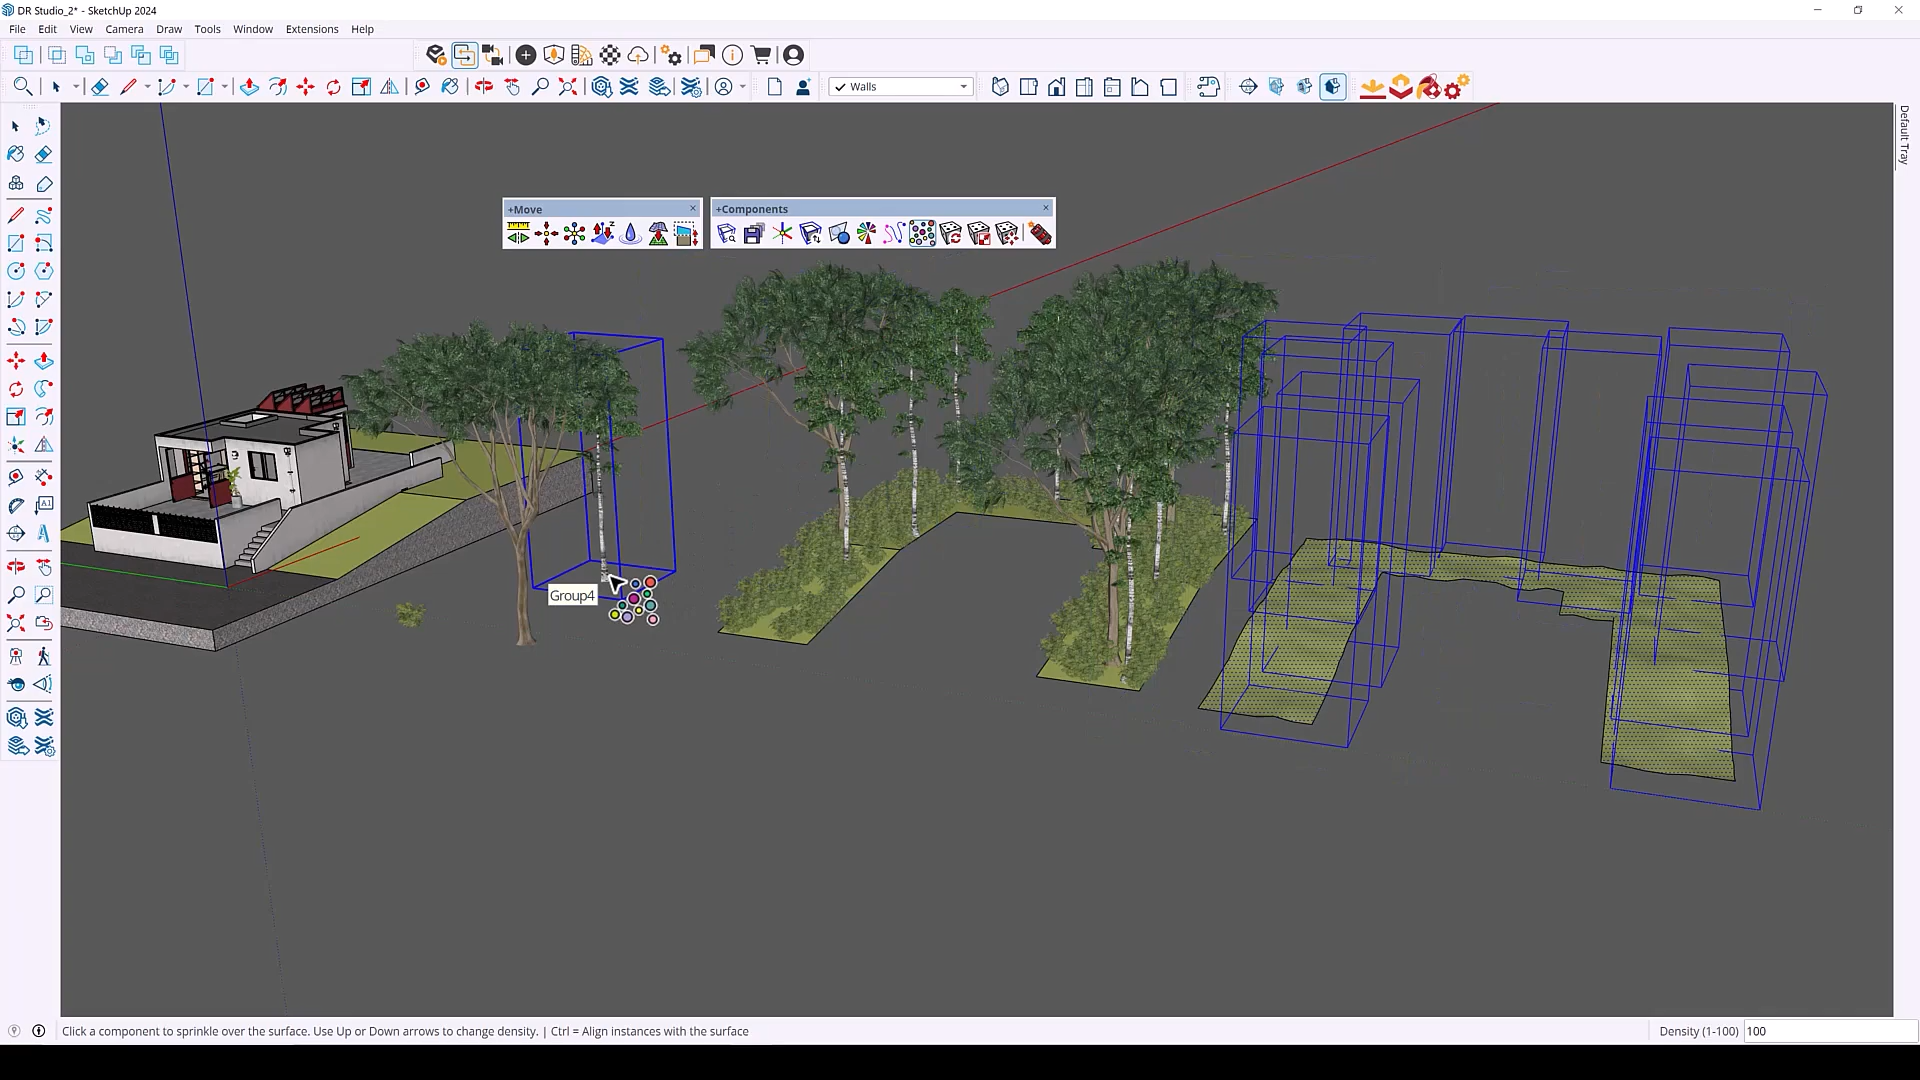 DR Studio_2* - SketchUp 2024
File Edit View Camera Draw Tools Window Extensions Help
Walls
Default Tray
+Move
+Components
Group4
Click a component to sprinkle over the surface. Use Up or Down arrows to change density. | Ctrl = Align instances with the surface
Density (1-100) 100